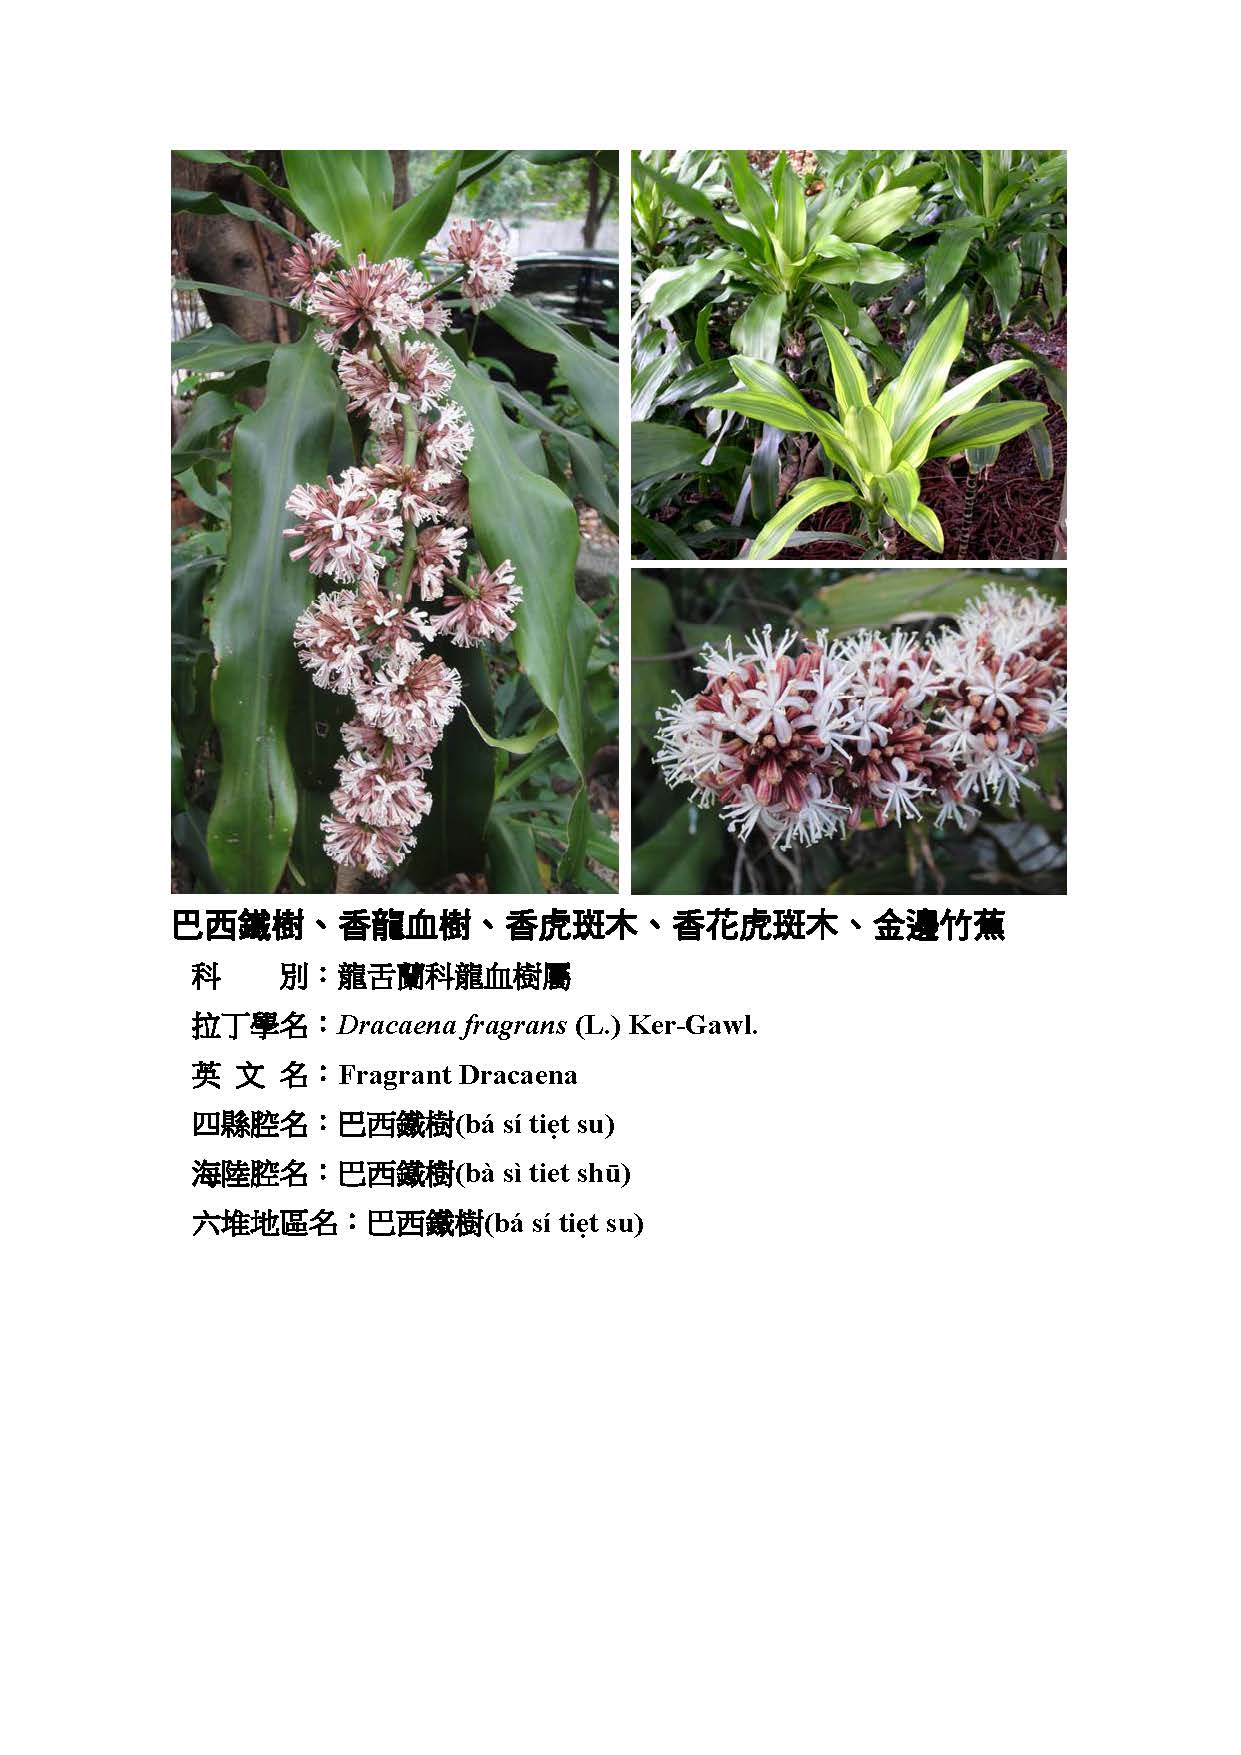 巴西鐵樹、香龍血樹、香虎斑木、香花虎斑木、金邊竹蕉
科　　別：龍舌蘭科龍血樹屬
拉丁學名：Dracaena fragrans (L.) Ker-Gawl.
英 文 名：Fragrant Dracaena
四縣腔名：巴西鐵樹(bá sí tiẹt su)
海陸腔名：巴西鐵樹(bà sì tiet shū)
六堆地區名：巴西鐵樹(bá sí tiẹt su)